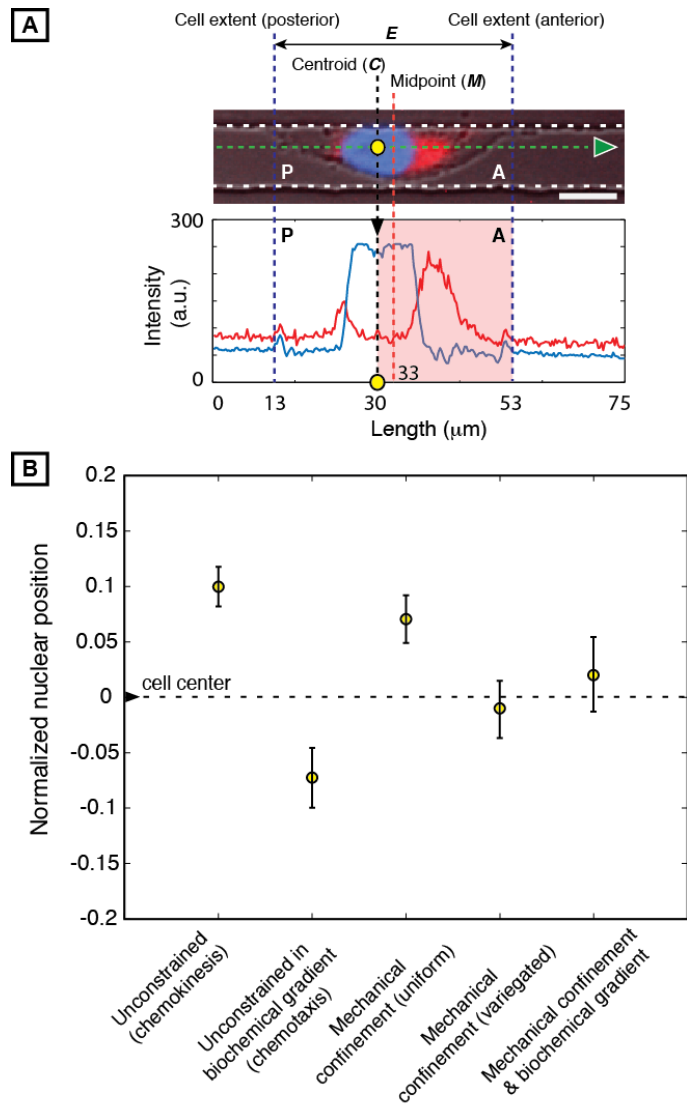 A
Cell extent (posterior)
Cell extent (anterior)
E
Centroid (C)
Midpoint (M)
P
A
300
P
A
Intensity
(a.u.)
0
33
0
13
30
53
75
Length (μm)
B
0.2
0.15
0.1
0.05
0
-0.05
-0.1
-0.15
-0.2
Normalized nuclear position
cell center
Unconstrained
(chemokinesis)
Unconstrained in
biochemical gradient
(chemotaxis)
Mechanical
confinement (uniform)
Mechanical
confinement (variegated)
Mechanical confinement
& biochemical gradient